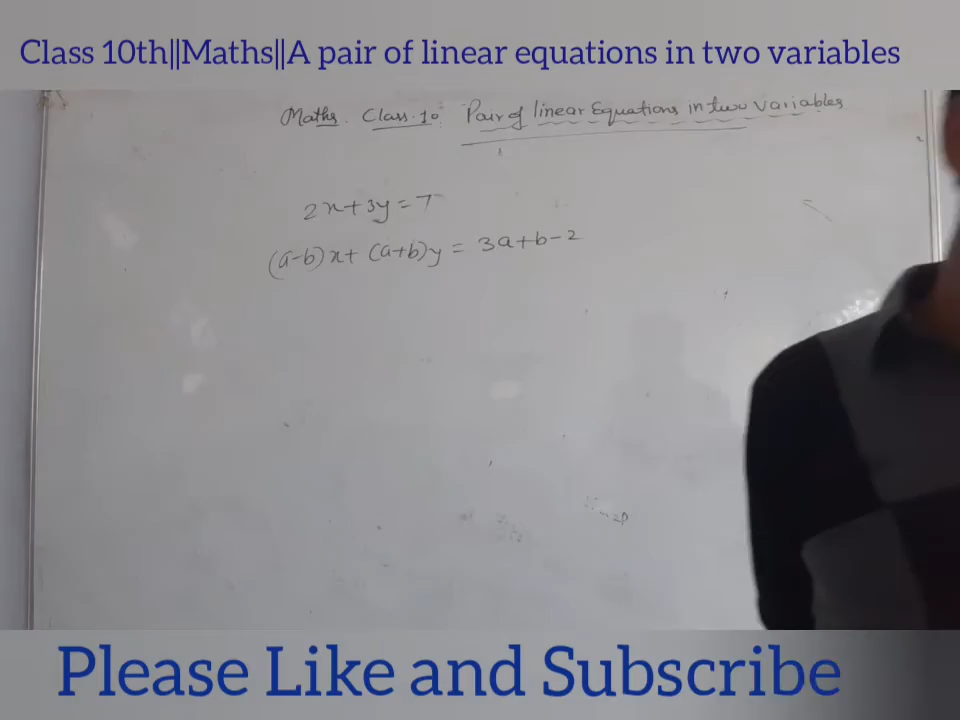 Class 10th||Maths||A pair of linear equations in two variables
Maths. Class.10: Pair of linear Equations in two Variables
2x+3y=7
(a-b)x+(a+b)y = 3a+b-2
Please Like and Subscribe